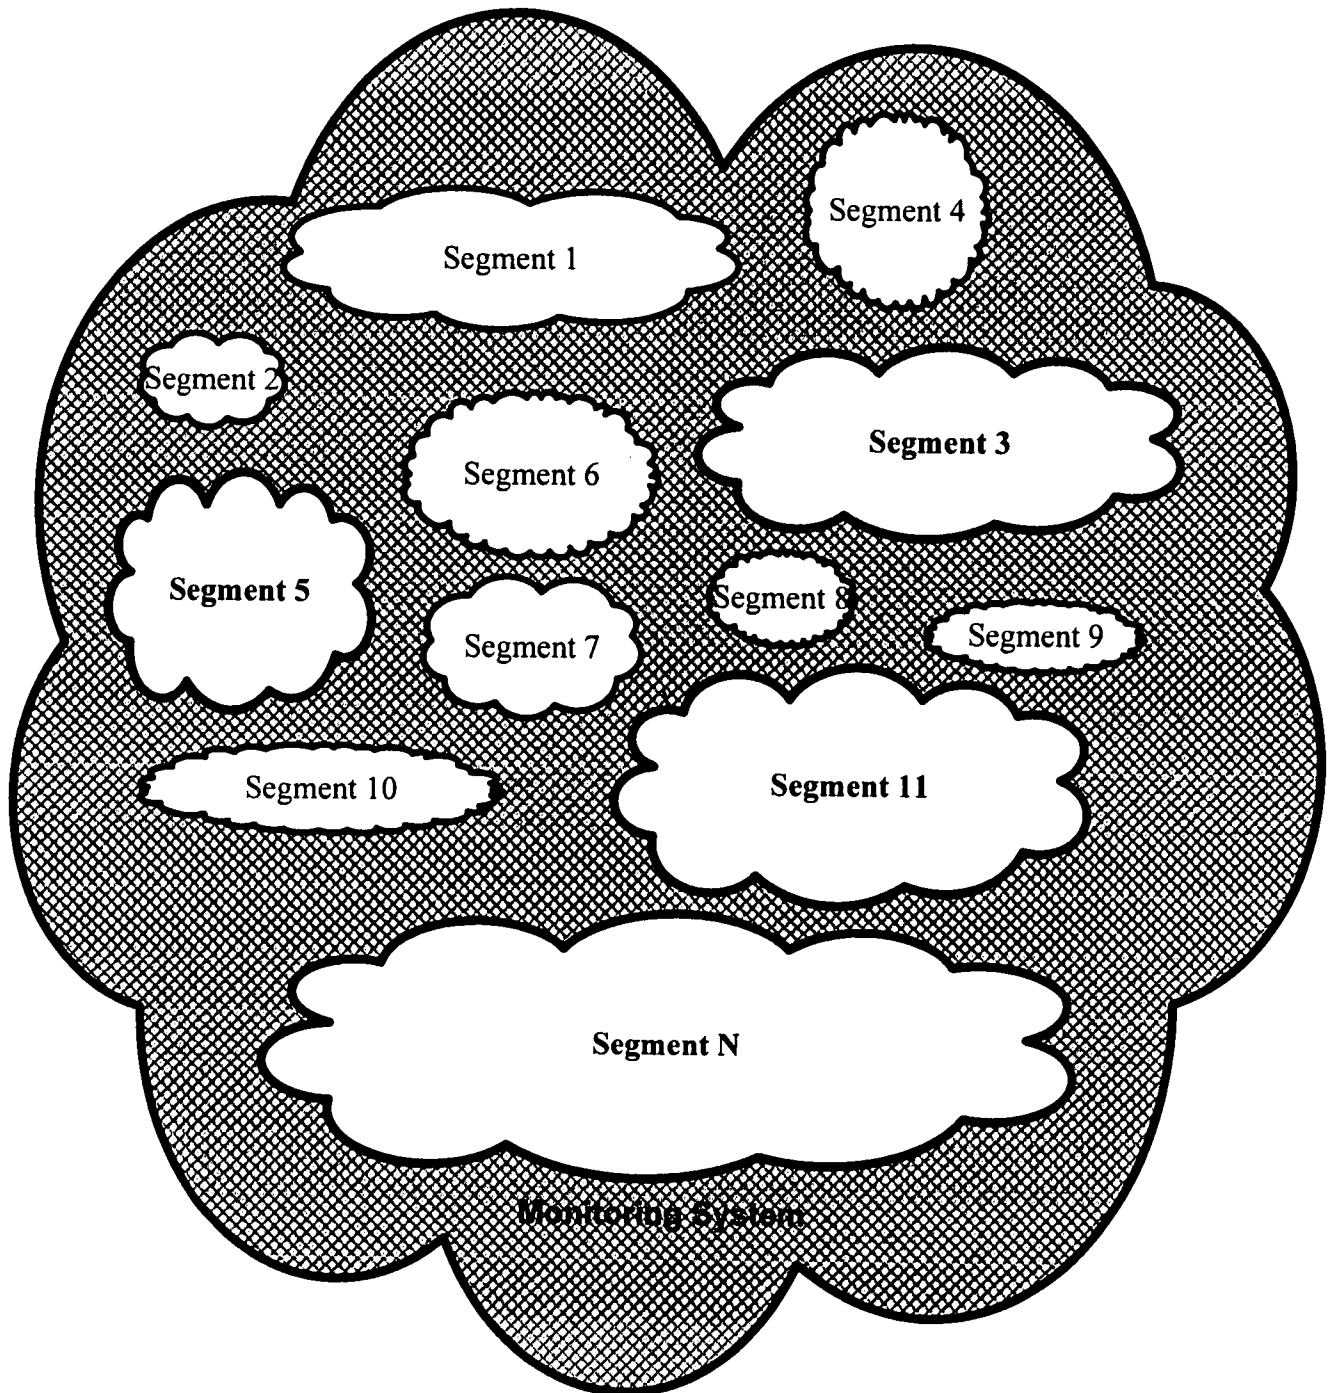 Segment 4
Segment 1
Segment 2
Segment 3
Segment 6
Segment 5
Segment 8
Segment 9
Segment 7
Segment 10
Segment 11
Segment N
Monitoring System